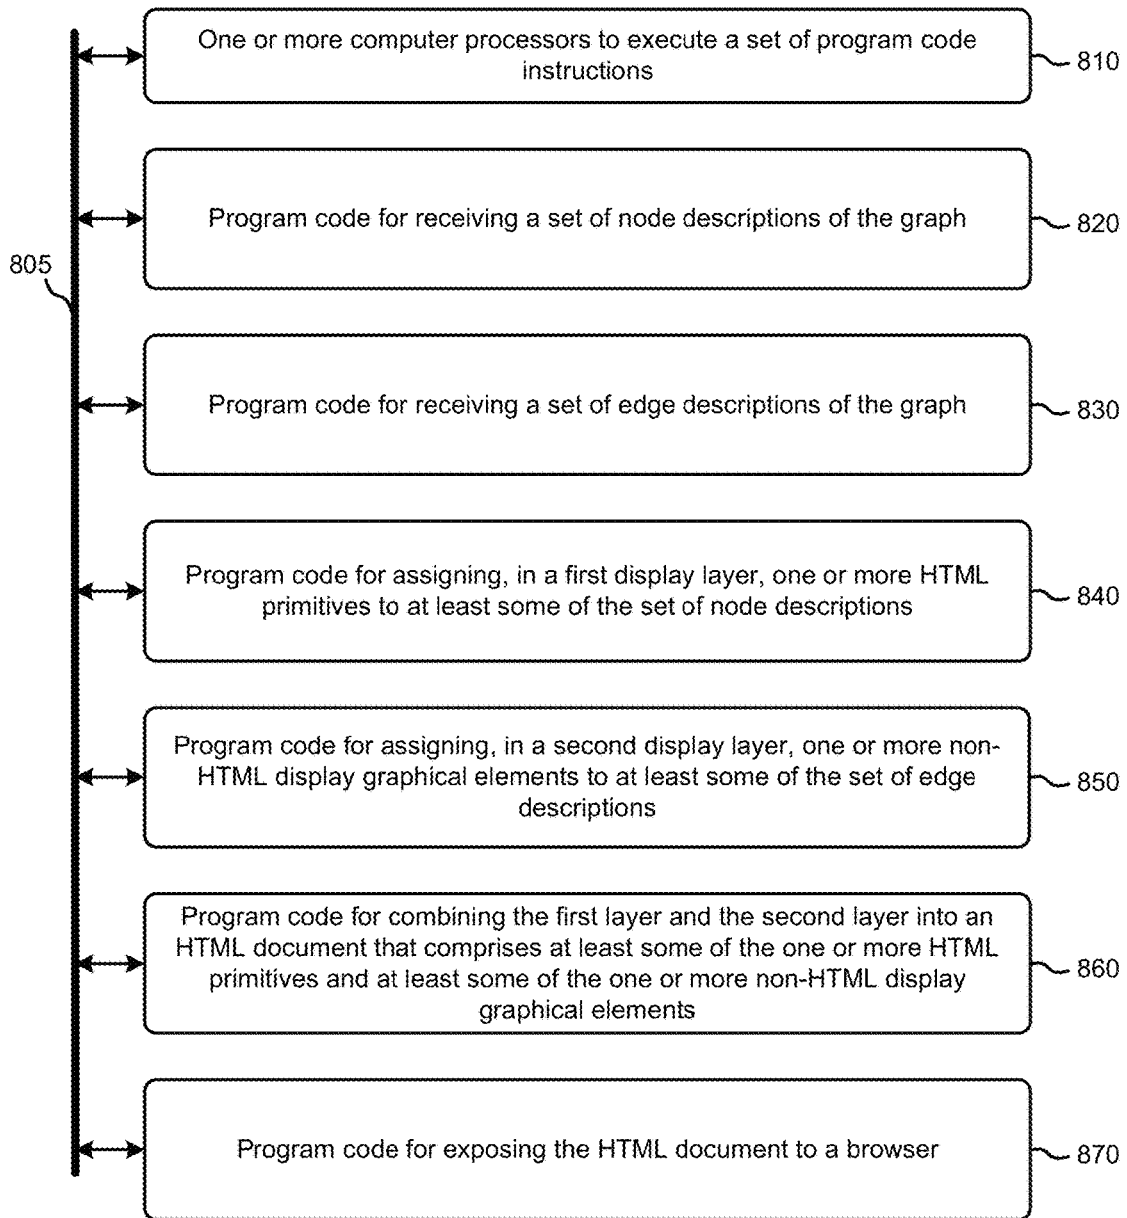 One or more computer processors to execute a set of program code
instructions
810
Program code for receiving a set of node descriptions of the graph
820
805
Program code for receiving a set of edge descriptions of the graph
830
Program code for assigning, in a first display layer, one or more HTML
primitives to at least some of the set of node descriptions
840
Program code for assigning, in a second display layer, one or more non-
HTML display graphical elements to at least some of the set of edge
descriptions
850
Program code for combining the first layer and the second layer into an
HTML document that comprises at least some of the one or more HTML
primitives and at least some of the one or more non-HTML display
graphical elements
860
Program code for exposing the HTML document to a browser
870